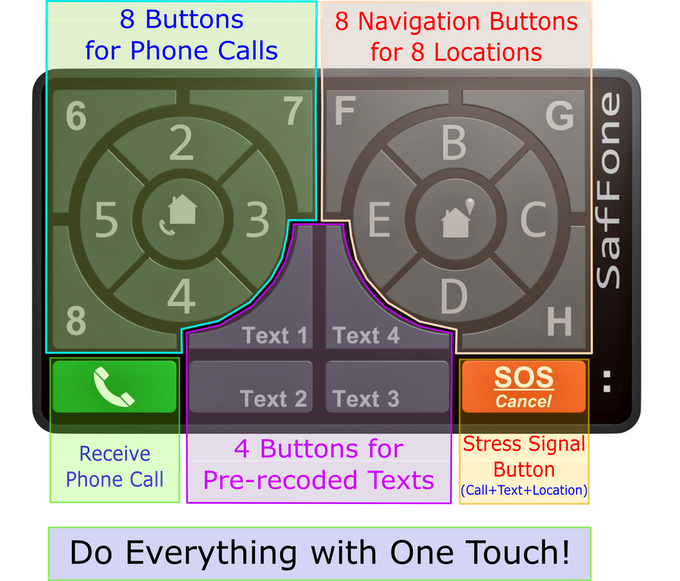 8 Buttons
for Phone Calls
8 Navigation Buttons
for 8 Locations
6
7
2
5
3
4
8
F
G
B
E
C
D
H
SafFone
Text 1
Text 4
Text 2
Text 3
SOS
Cancel
Receive
Phone Call
4 Buttons for
Pre-recoded Texts
Stress Signal
Button
(Call+Text+Location)
Do Everything with One Touch!